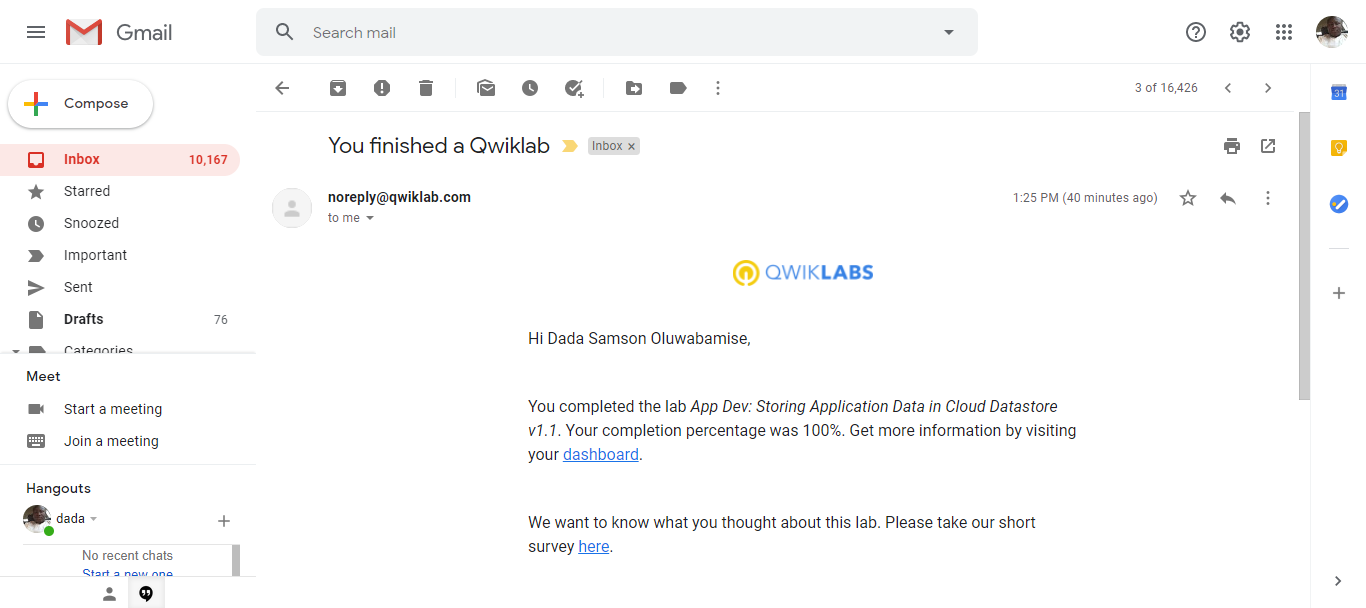 Gmail
Search mail
Compose
3 of 16,426
31
You finished a Qwiklab
Inbox ×
Inbox 10,167
Starred
Snoozed
Important
Sent
Drafts 76
Categories
noreply@qwiklab.com
1:25 PM (40 minutes ago)
to me
QWIKLABS
Hi Dada Samson Oluwabamise,
You completed the lab App Dev: Storing Application Data in Cloud Datastore
v1.1. Your completion percentage was 100%. Get more information by visiting
your dashboard.
We want to know what you thought about this lab. Please take our short
survey here.
Meet
Start a meeting
Join a meeting
Hangouts
dada
No recent chats
Start a new one